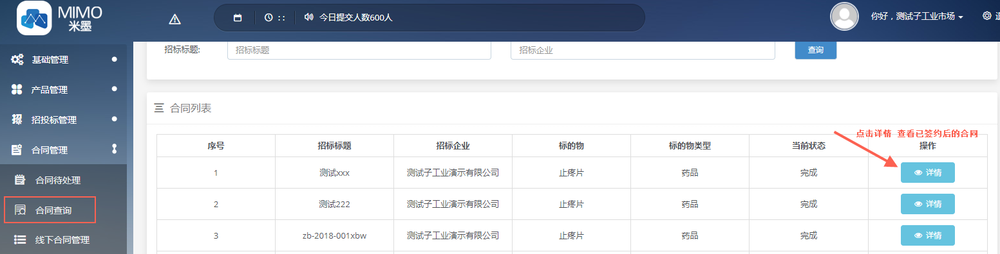 MIMO
米墨
: :
今日提交人数600人
你好，测试子工业市场
招标标题:
招标标题
招标企业
查询
基础管理
产品管理
招投标管理
合同管理
合同待处理
合同查询
线下合同管理
合同列表
点击详情 查看已签约后的合同
序号 招标标题 招标企业 标的物 标的物类型 当前状态 操作
1 测试xxx 测试子工业演示有限公司 止疼片 药品 完成 详情
2 测试222 测试子工业演示有限公司 止疼片 药品 完成 详情
3 zb-2018-001xbw 测试子工业演示有限公司 止疼片 药品 完成 详情